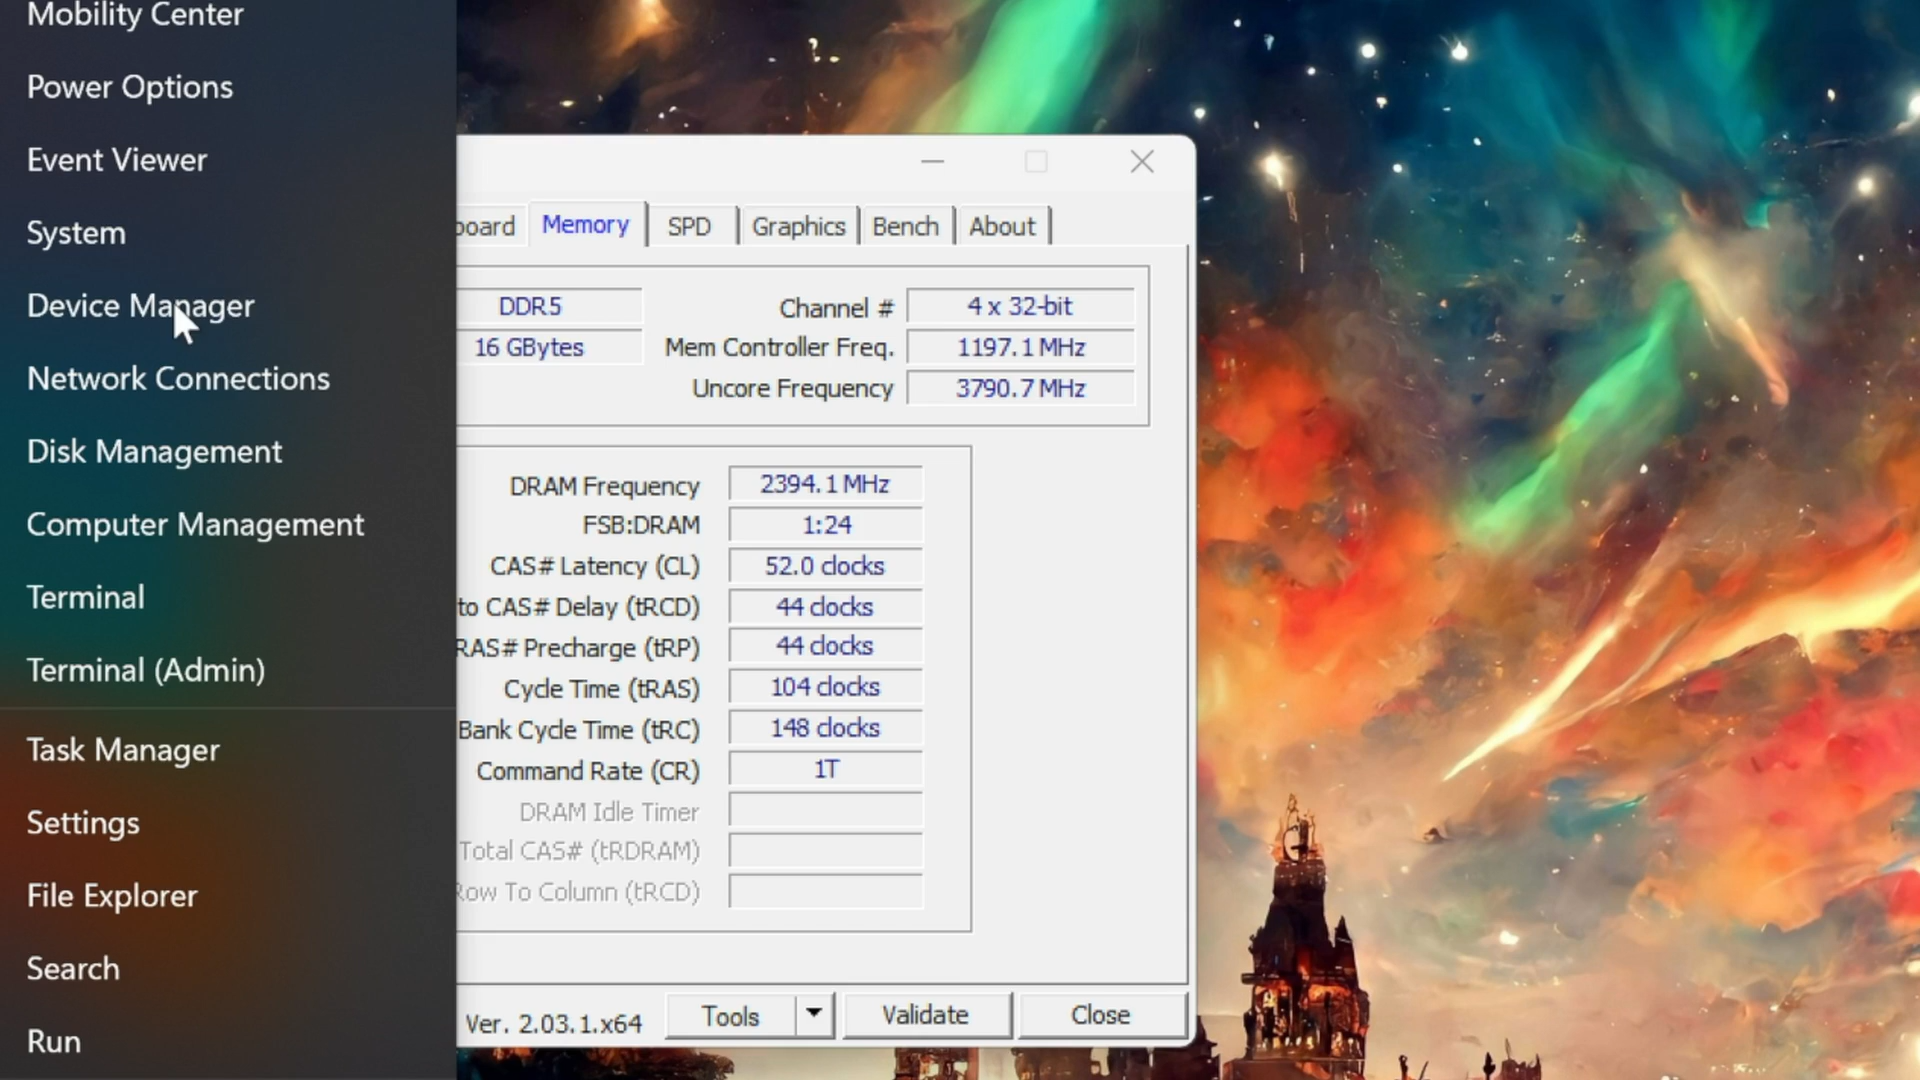 Mobility Center
Power Options
Event Viewer
System
Device Manager
Network Connections
Disk Management
Computer Management
Terminal
Terminal (Admin)
Task Manager
Settings
File Explorer
Search
Run
board Memory SPD Graphics Bench About
DDR5 Channel # 4 x 32-bit
16 GBytes Mem Controller Freq. 1197.1 MHz
Uncore Frequency 3790.7 MHz
DRAM Frequency 2394.1 MHz
FSB:DRAM 1:24
CAS# Latency (CL) 52.0 clocks
to CAS# Delay (tRCD) 44 clocks
RAS# Precharge (tRP) 44 clocks
Cycle Time (tRAS) 104 clocks
Bank Cycle Time (tRC) 148 clocks
Command Rate (CR) 1T
DRAM Idle Timer
Total CAS# (tRDRAM)
Row To Column (tRCD)
Ver. 2.03.1.x64 Tools Validate Close